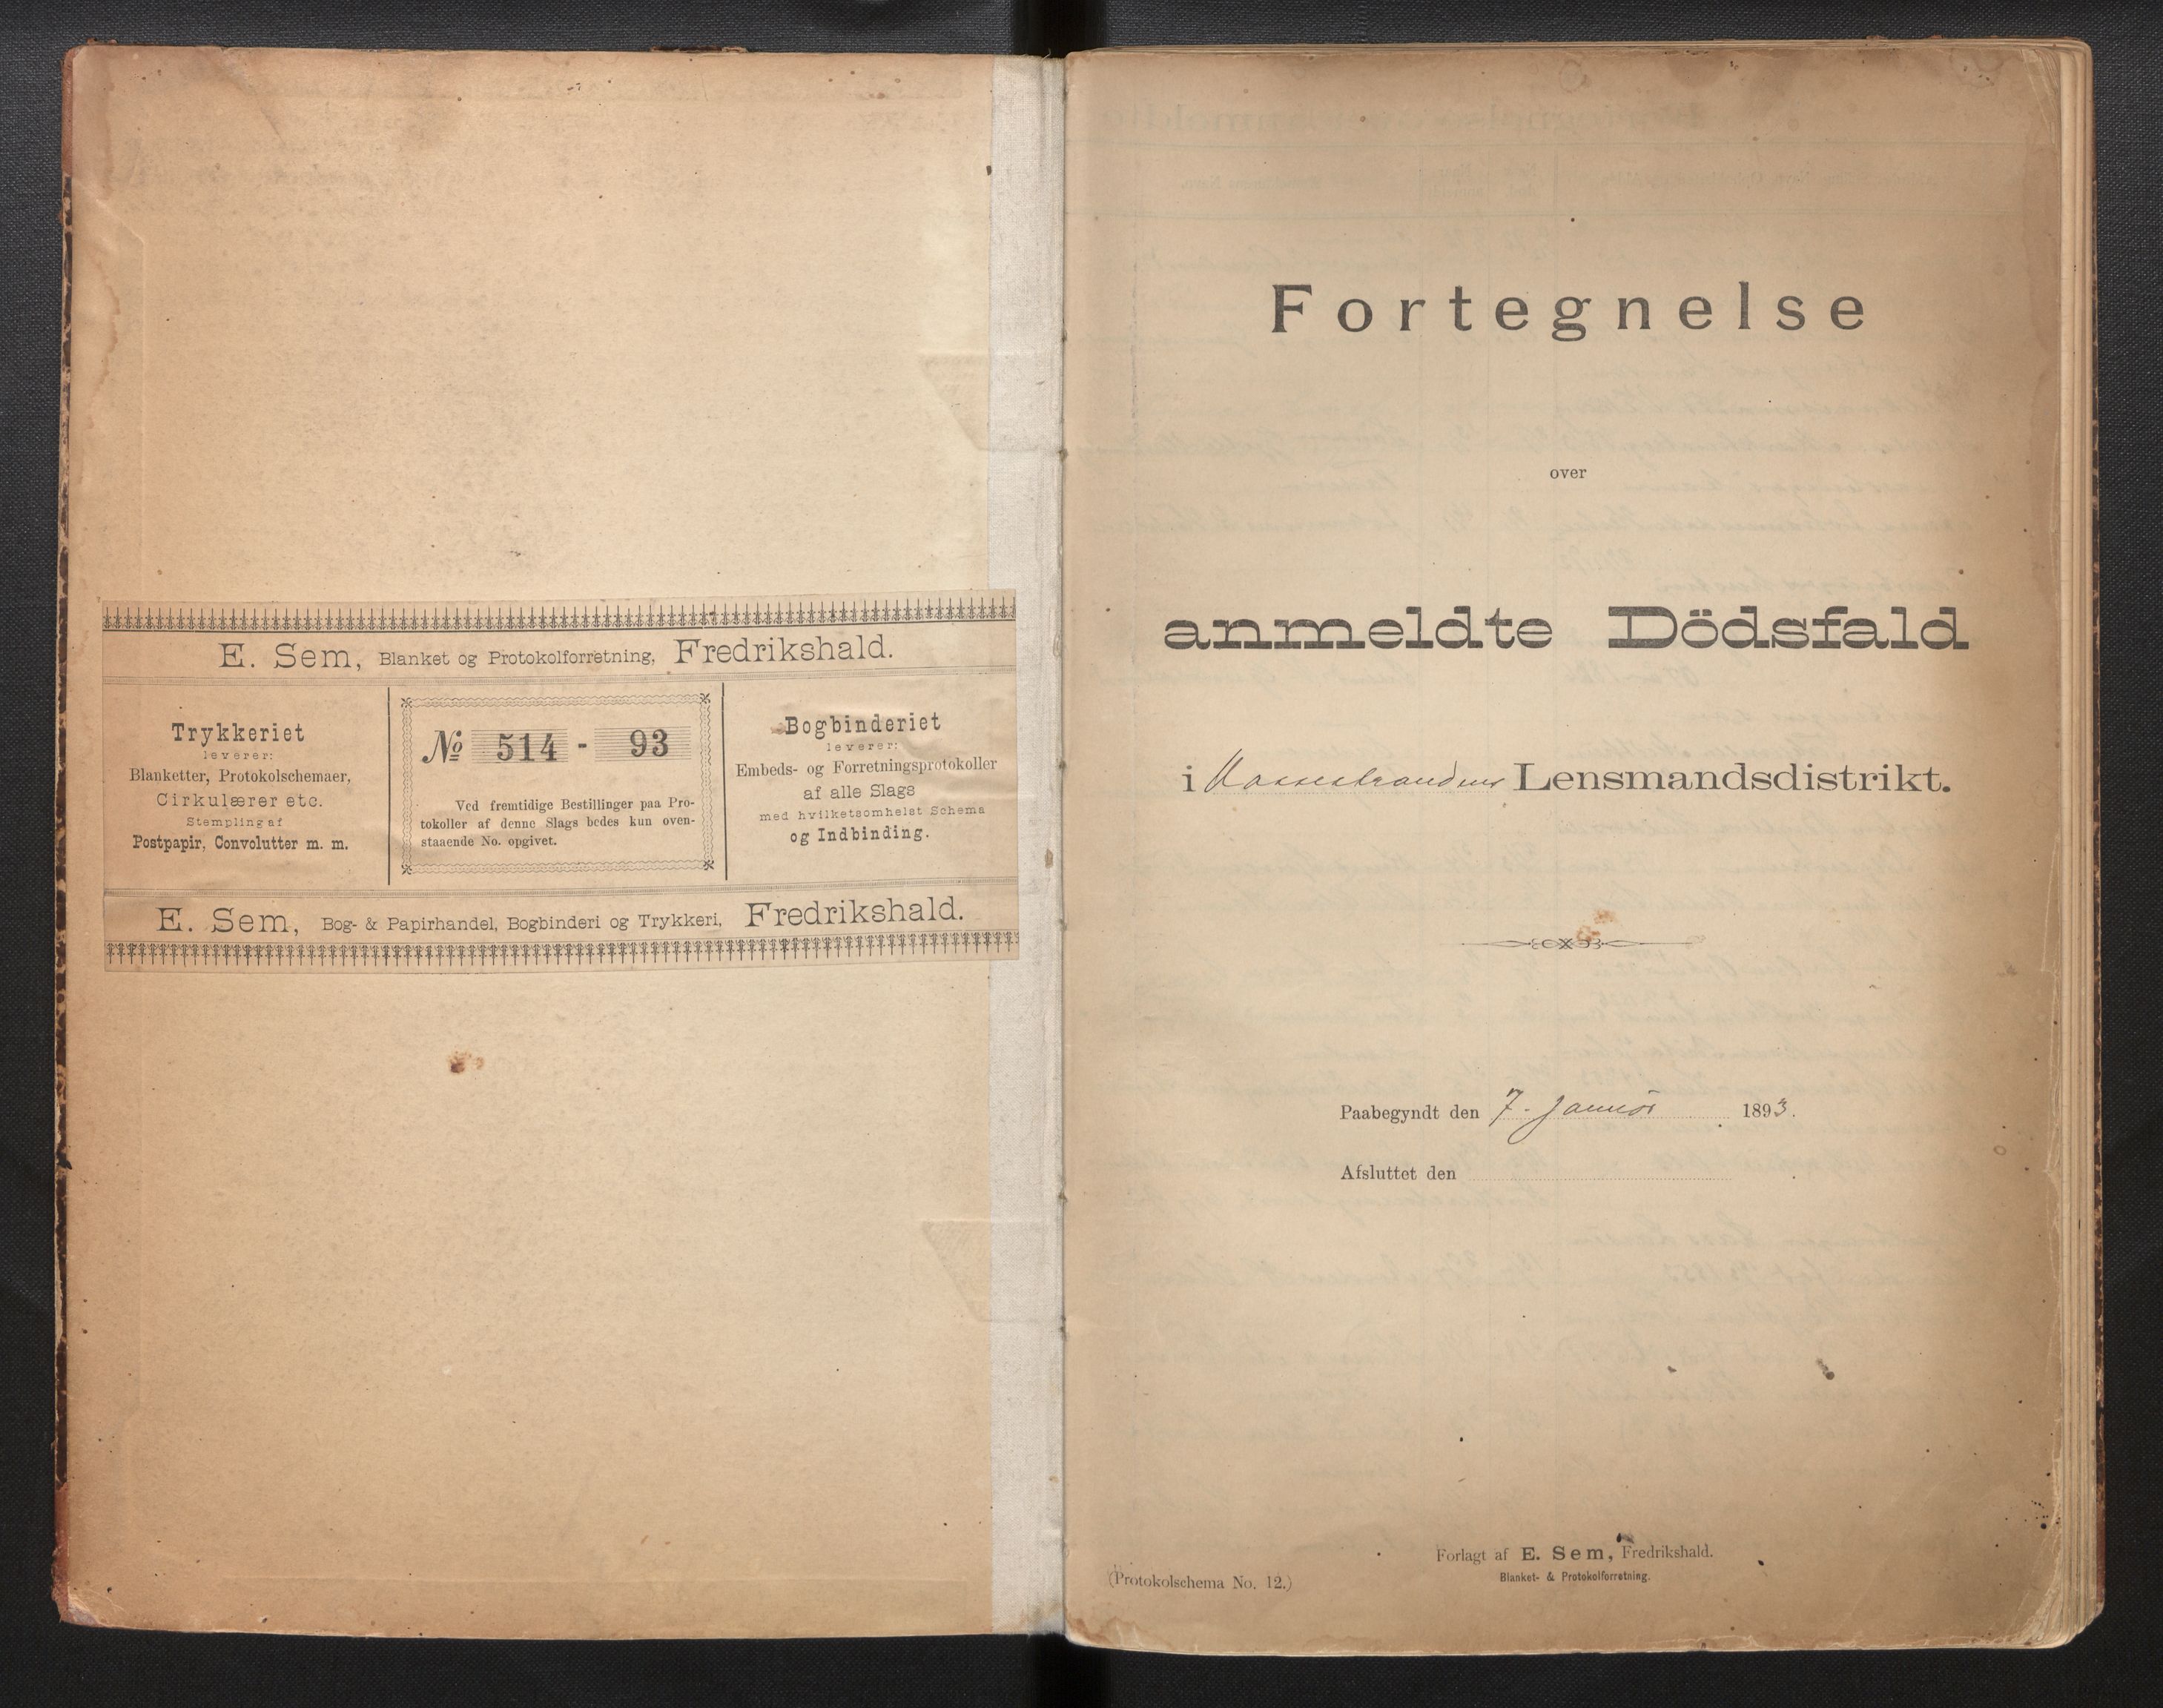 E. Sem, Blanket og Protokolforretning, Fredrikshald.
Trykkeriet
leverer:
Blanketter, Protokolschemaer,
Cirkulærer etc.
Stempling af
Postpapir, Convolutter m. m.
No 514 - 93
Ved fremtidige Bestillinger paa Pro-
tokoller af denne Slags bedes kun oven-
staaende No. opgivet.
Bogbinderiet
leverer:
Embeds- og Forretningsprotokoller
af alle Slags
med hvilketsomhelst Schema
og Indbinding.
E. Sem, Bog- & Papirhandel, Bogbinderi og Trykkeri, Fredrikshald.
Fortegnelse
over
anmeldte Dödsfald
i Lensmandsdistrikt.
Paabegyndt den 7. Januar 1893.
Afsluttet den
Forlagt af E. Sem, Fredrikshald.
Blanket- & Protokolforretning.
(Protokolschema No. 12.)